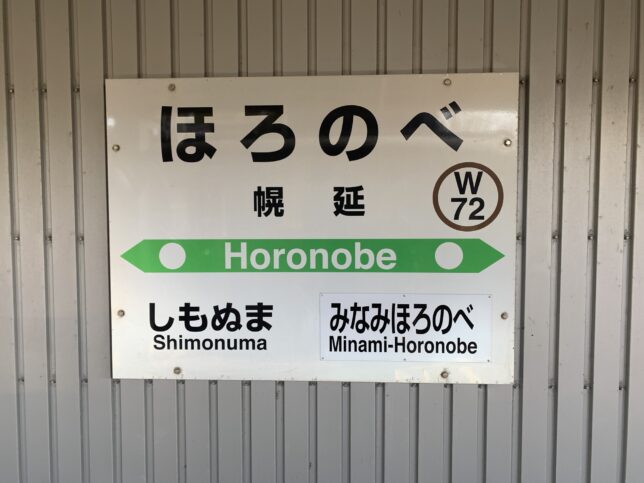 ほろのべ
幌延
W
72
Horonobe
しもぬま
Shimonuma
みなみほろのべ
Minami-Horonobe